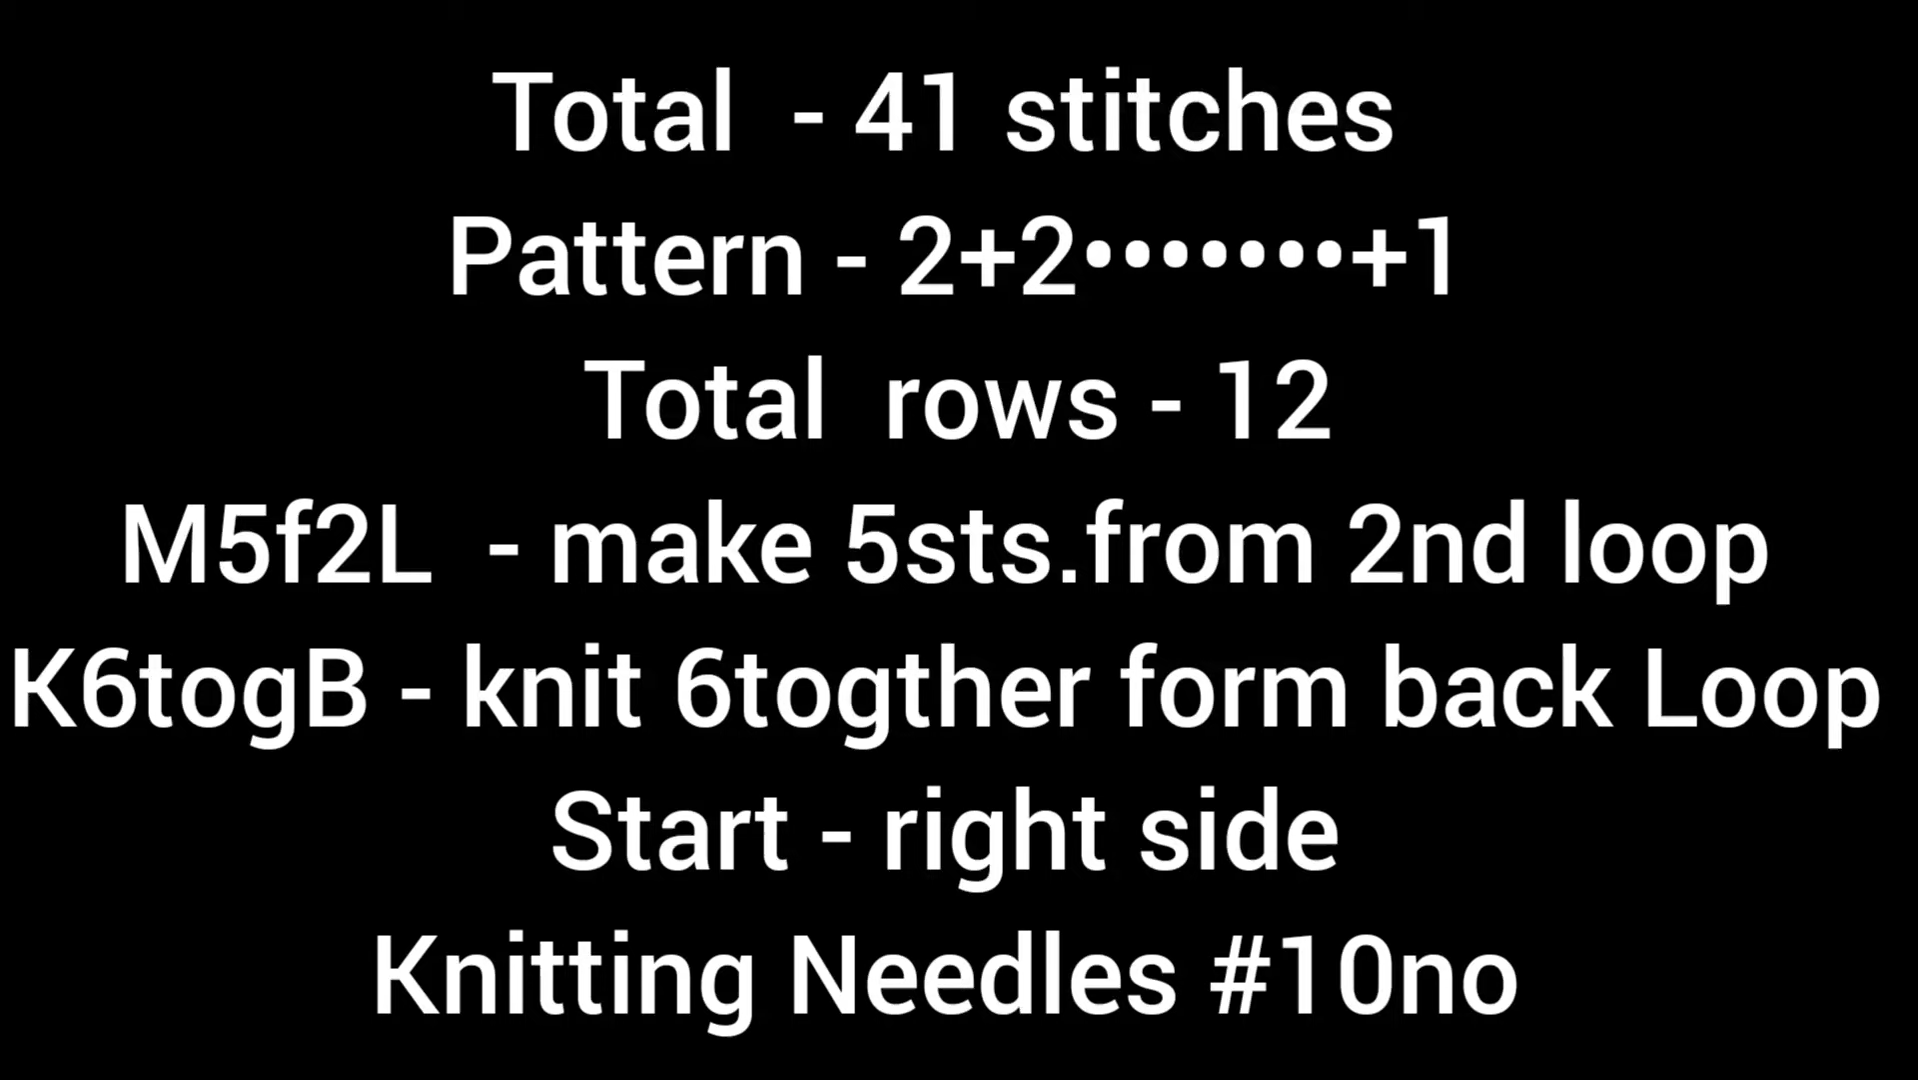 Total - 41 stitches
Pattern - 2+2•••••••+1
Total rows - 12
M5f2L - make 5sts.from 2nd loop
K6togB - knit 6togther form back Loop
Start - right side
Knitting Needles #10no